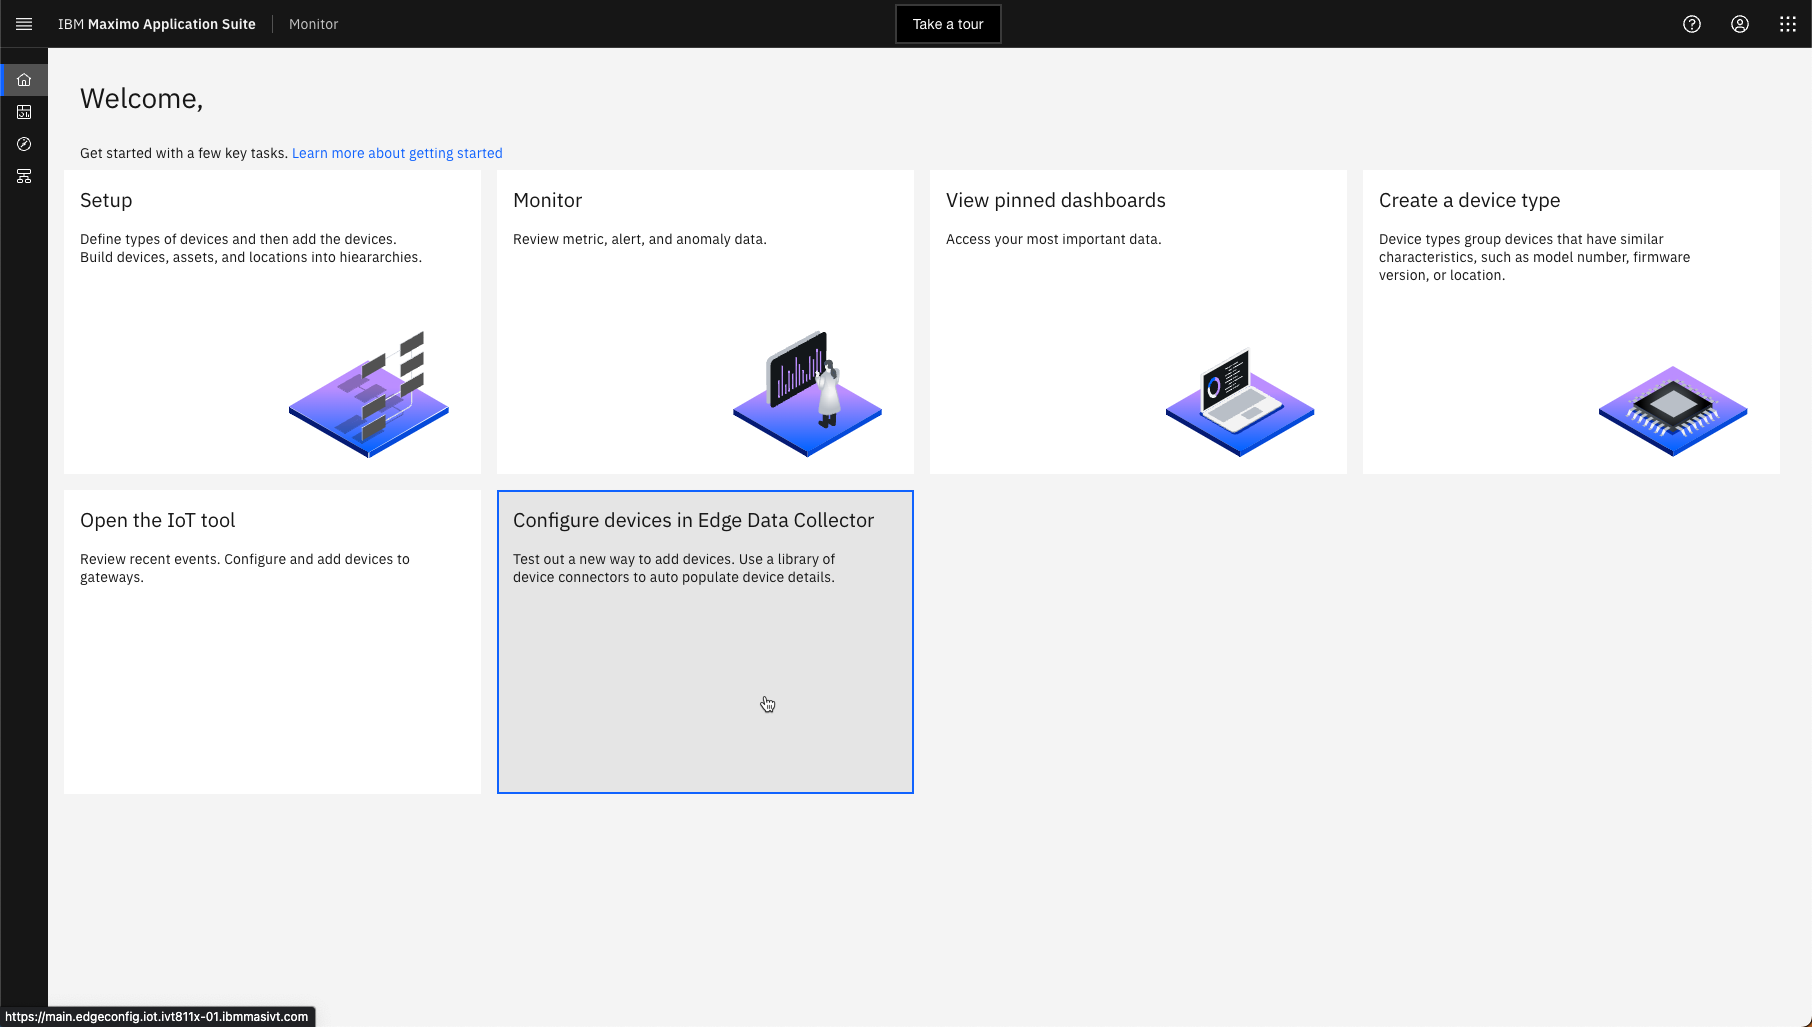 IBM Maximo Application Suite Monitor Take a tour
Welcome,
Get started with a few key tasks. Learn more about getting started
Setup
Define types of devices and then add the devices.
Build devices, assets, and locations into hieararchies.
Monitor
Review metric, alert, and anomaly data.
View pinned dashboards
Access your most important data.
Create a device type
Device types group devices that have similar
characteristics, such as model number, firmware
version, or location.
Open the IoT tool
Review recent events. Configure and add devices to
gateways.
Configure devices in Edge Data Collector
Test out a new way to add devices. Use a library of
device connectors to auto populate device details.
https://main.edgeconfig.iot.ivt811x-01.ibmmasivt.com